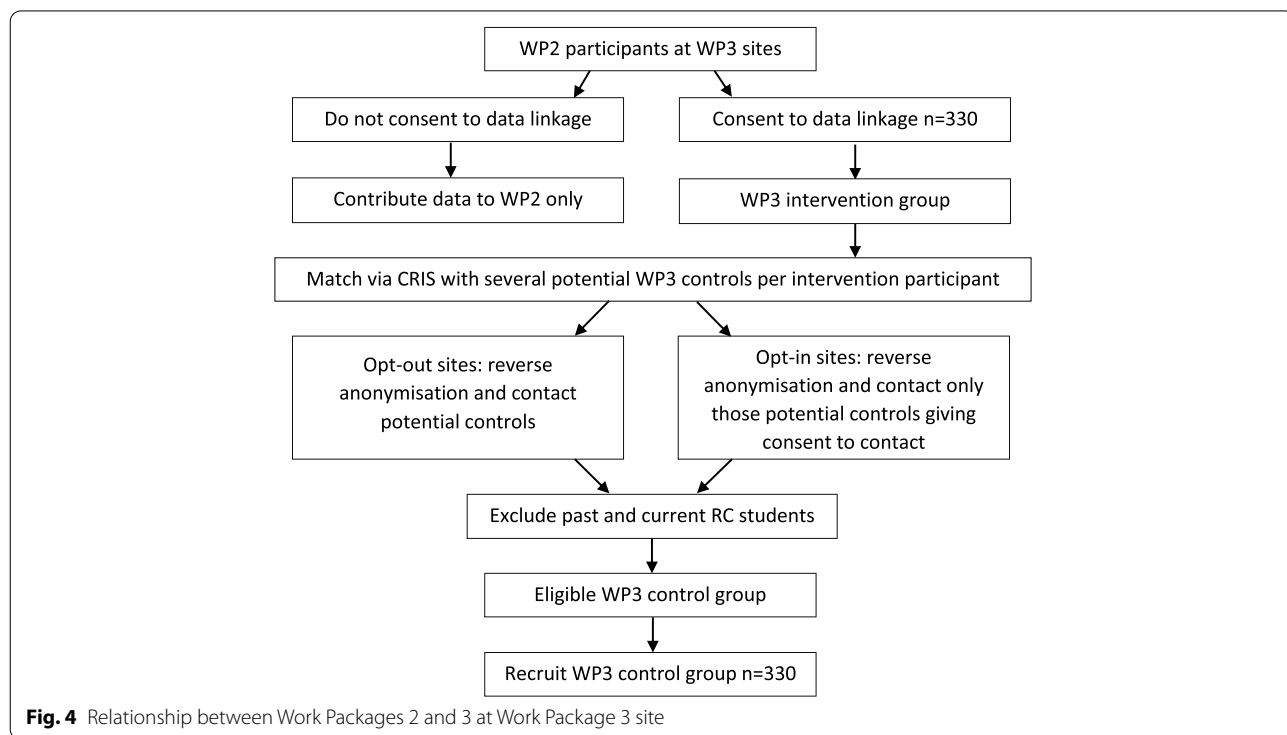 WP2 participants at WP3 sites
Do not consent to data linkage
Consent to data linkage n=330
Contribute data to WP2 only
WP3 intervention group
Match via CRIS with several potential WP3 controls per intervention participant
Opt-out sites: reverse
anonymisation and contact
potential controls
Opt-in sites: reverse
anonymisation and contact only
those potential controls giving
consent to contact
Exclude past and current RC students
Eligible WP3 control group
Recruit WP3 control group n=330
Fig. 4 Relationship between Work Packages 2 and 3 at Work Package 3 site